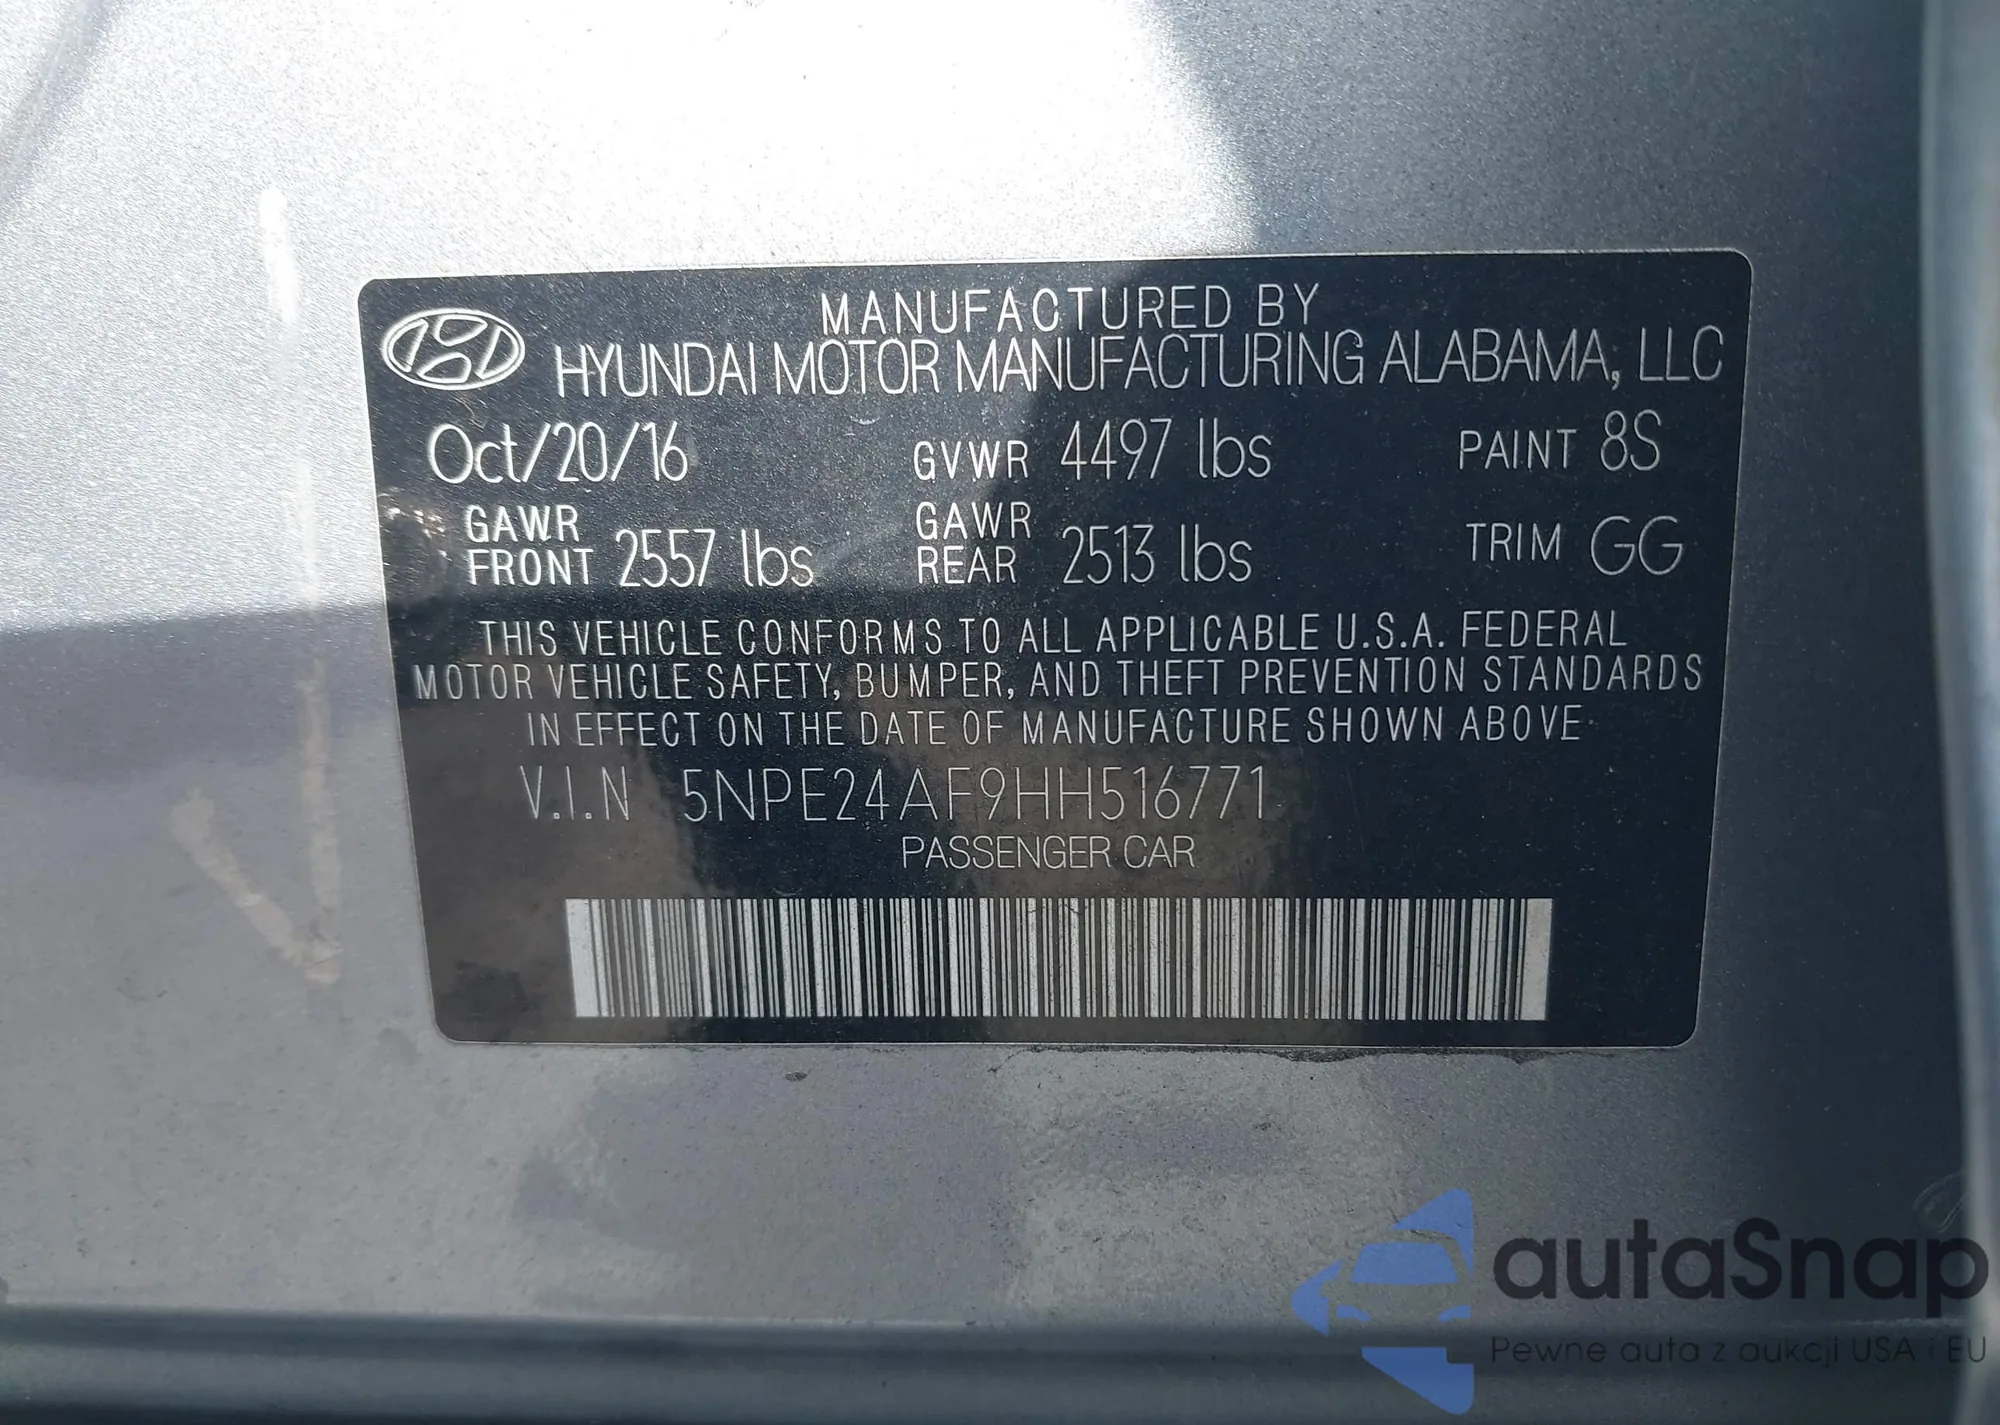 MANUFACTURED BY
HYUNDAI MOTOR MANUFACTURING ALABAMA, LLC
Oct/20/16 GVWR 4497 lbs PAINT 8S
GAWR FRONT 2557 lbs GAWR REAR 2513 lbs TRIM GG
THIS VEHICLE CONFORMS TO ALL APPLICABLE U.S.A. FEDERAL
MOTOR VEHICLE SAFETY, BUMPER, AND THEFT PREVENTION STANDARDS
IN EFFECT ON THE DATE OF MANUFACTURE SHOWN ABOVE.
V.I.N 5NPE24AF9HH516771
PASSENGER CAR
autaSnap
Pewne auta z aukcji USA i EU